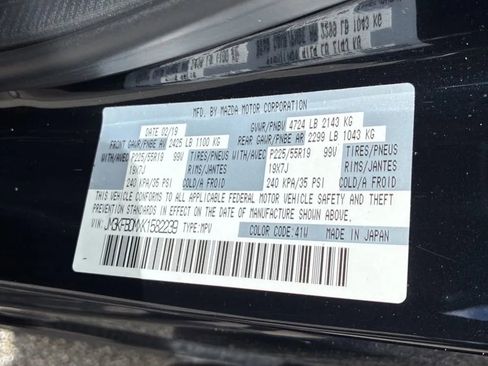 MFD. BY MAZDA MOTOR CORPORATION
DATE 02/19 GVWR/PNBV 4724 LB 2143 KG
FRONT GAWR/PNBE AV 2425 LB 1100 KG REAR GAWR/PNBE AR 2299 LB 1043 KG
WITH/AVEC P225/55R19 99V TIRES/PNEUS WITH/AVEC P225/55R19 99V TIRES/PNEUS
19X7J RIMS/JANTES 19X7J RIMS/JANTES
240 KPA/35 PSI COLD/A FROID 240 KPA/35 PSI COLD/A FROID
THIS VEHICLE CONFORMS TO ALL APPLICABLE FEDERAL MOTOR VEHICLE SAFETY AND THEFT
PREVENTION STANDARDS IN EFFECT ON THE DATE OF MANUFACTURE SHOWN ABOVE.
VIN: TYPE:MPV COLOR CODE: 41W MADE IN JAPAN